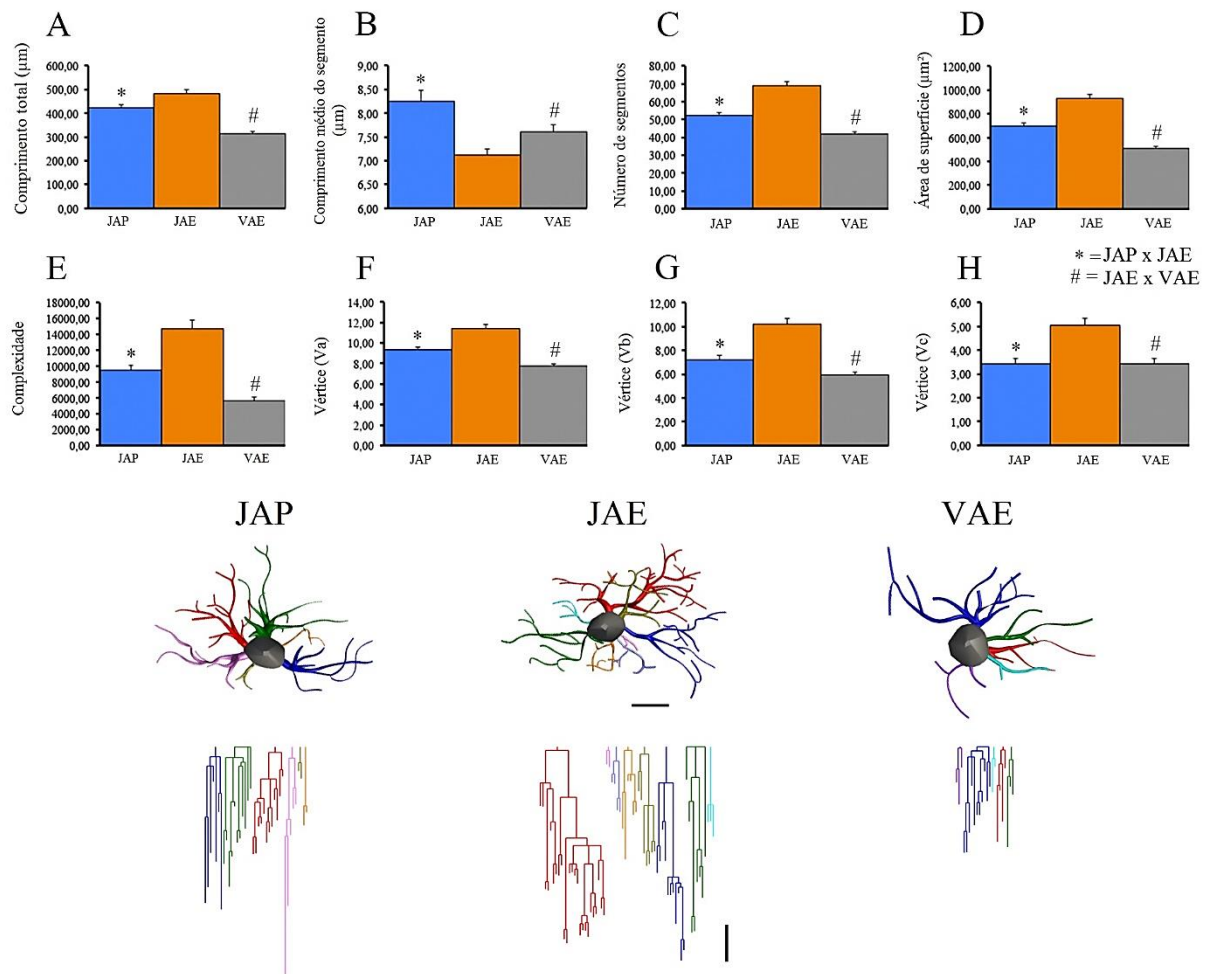 A
Comprimento total (µm)
600,00
500,00
400,00
300,00
200,00
100,00
0,00
*
#
JAP JAE VAE
B
Comprimento médio do segmento
(µm)
9,00
8,50
8,00
7,50
7,00
6,50
6,00
*
#
JAP JAE VAE
C
Número de segmentos
80,00
70,00
60,00
50,00
40,00
30,00
20,00
10,00
0,00
*
#
JAP JAE VAE
D
Área de superfície (µm²)
1200,00
1000,00
800,00
600,00
400,00
200,00
0,00
*
#
JAP JAE VAE
* =JAP x JAE
# = JAE x VAE
E
Complexidade
18000,00
16000,00
14000,00
12000,00
10000,00
8000,00
6000,00
4000,00
2000,00
0,00
*
#
JAP JAE VAE
F
Vértice (Va)
14,00
12,00
10,00
8,00
6,00
4,00
2,00
0,00
*
#
JAP JAE VAE
G
Vértice (Vb)
12,00
10,00
8,00
6,00
4,00
2,00
0,00
*
#
JAP JAE VAE
H
Vértice (Vc)
6,00
5,00
4,00
3,00
2,00
1,00
0,00
*
#
JAP JAE VAE
JAP JAE VAE